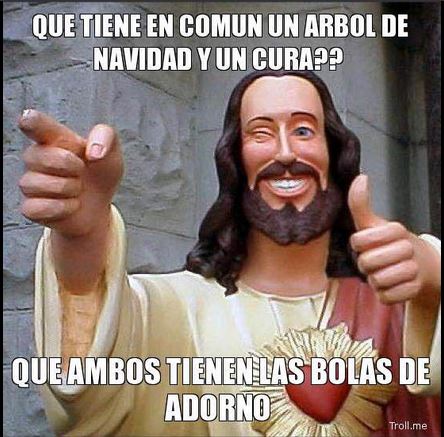 QUE TIENE EN COMUN UN ARBOL DE
NAVIDAD Y UN CURA??
QUE AMBOS TIENEN LAS BOLAS DE
ADORNO
Troll.me